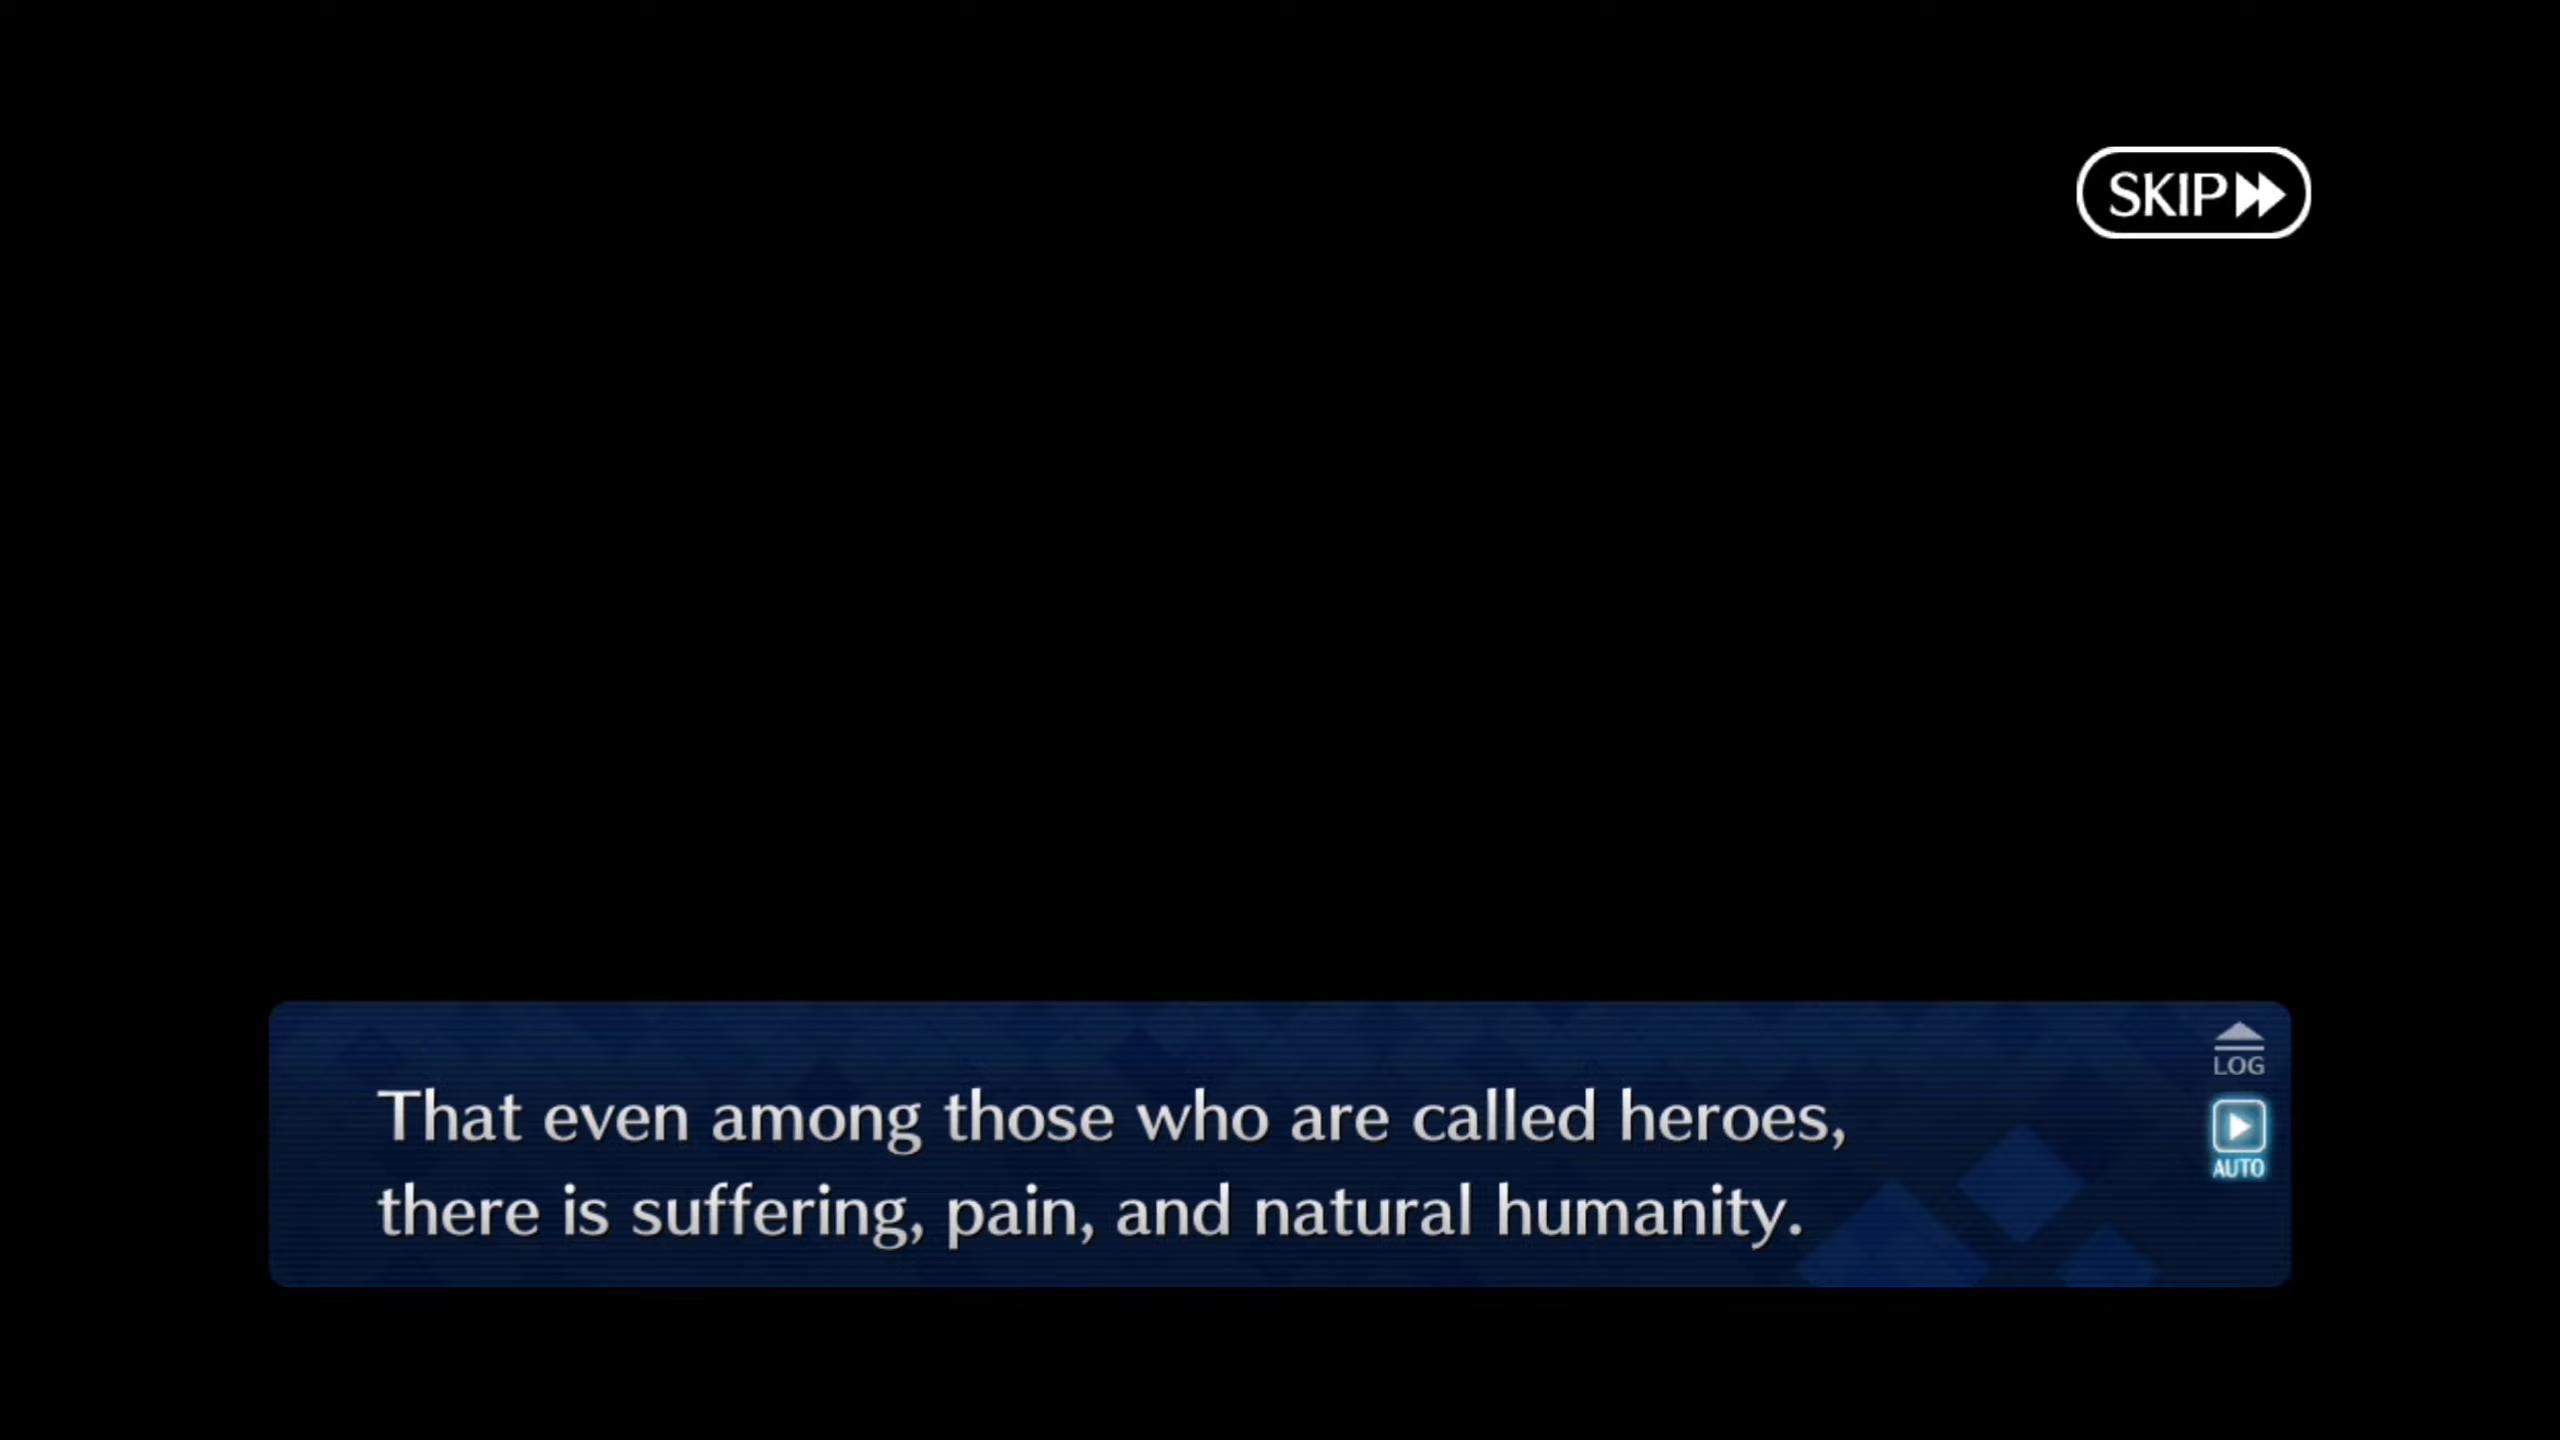 SKIP
LOG
That even among those who are called heroes,
AUTO
there is suffering, pain, and natural humanity.